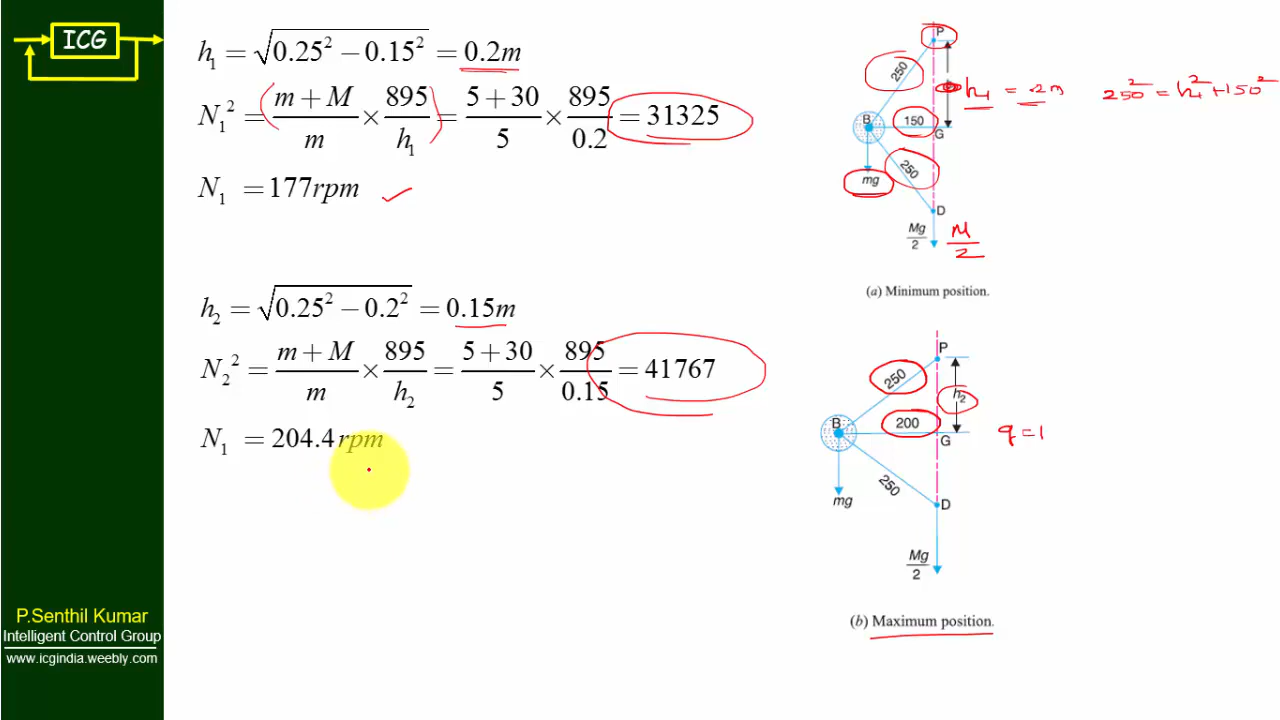 ICG
h₁ = √0.25² − 0.15² = 0.2m
N₁² = (m + M / m × 895 / h₁) = 5 + 30 / 5 × 895 / 0.2 = 31325
N₁ = 177rpm ✓
h₂ = √0.25² − 0.2² = 0.15m
N₂² = m + M / m × 895 / h₂ = 5 + 30 / 5 × 895 / 0.15 = 41767
N₁ = 204.4rpm
P
250
h₁ = .2m
250² = h₁² + 150²
B
150
G
250
mg
D
Mg / 2
M / 2
(a) Minimum position.
P
250
h₂
B
200
G
q = 1
250
mg
D
Mg / 2
(b) Maximum position.
P.Senthil Kumar
Intelligent Control Group
www.icgindia.weebly.com